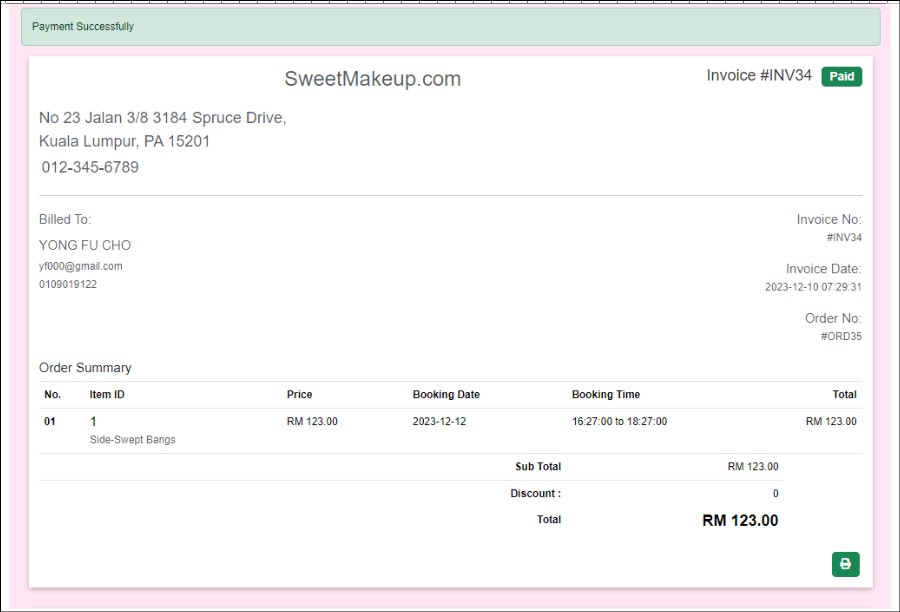 Payment Successfully
SweetMakeup.com
Invoice #INV34 Paid
No 23 Jalan 3/8 3184 Spruce Drive,
Kuala Lumpur, PA 15201
012-345-6789
Billed To:
YONG FU CHO
yf000@gmail.com
0109019122
Invoice No:
#INV34
Invoice Date:
2023-12-10 07:29:31
Order No:
#ORD35
Order Summary
No. Item ID Price Booking Date Booking Time Total
01 1 RM 123.00 2023-12-12 16:27:00 to 18:27:00 RM 123.00
Side-Swept Bangs
Sub Total RM 123.00
Discount : 0
Total RM 123.00